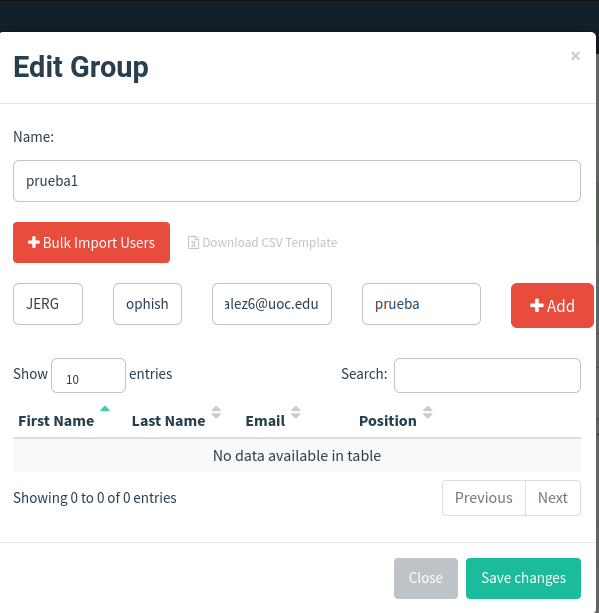 Edit Group
×
Name:
prueba1
Bulk Import Users Download CSV Template
JERG ophish alez6@uoc.edu prueba Add
Show 10 entries Search:
First Name Last Name Email Position
No data available in table
Showing 0 to 0 of 0 entries Previous Next
Close Save changes